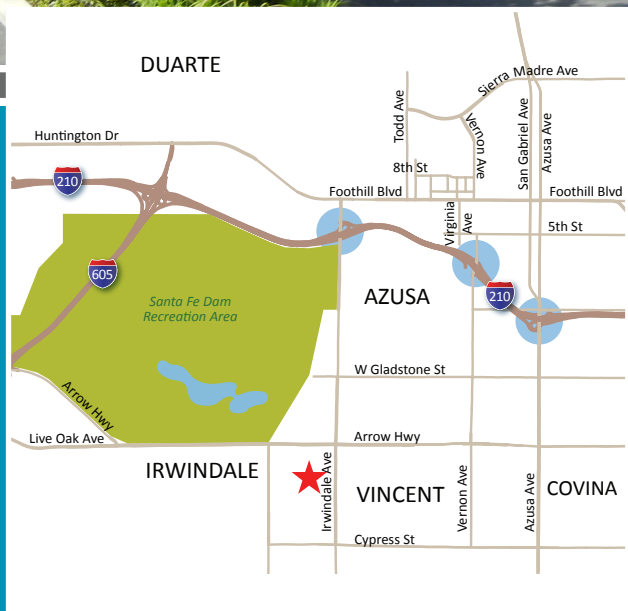 DUARTE
Sierra Madre Ave
Todd Ave
Vernon Ave
San Gabriel Ave
Azusa Ave
Huntington Dr
8th St
210
Foothill Blvd
Foothill Blvd
Virginia
Ave
5th St
605
210
Santa Fe Dam
Recreation Area
AZUSA
W Gladstone St
Arrow Hwy
Live Oak Ave
Arrow Hwy
IRWINDALE
Irwindale Ave
VINCENT
Vernon Ave
Azusa Ave
COVINA
Cypress St